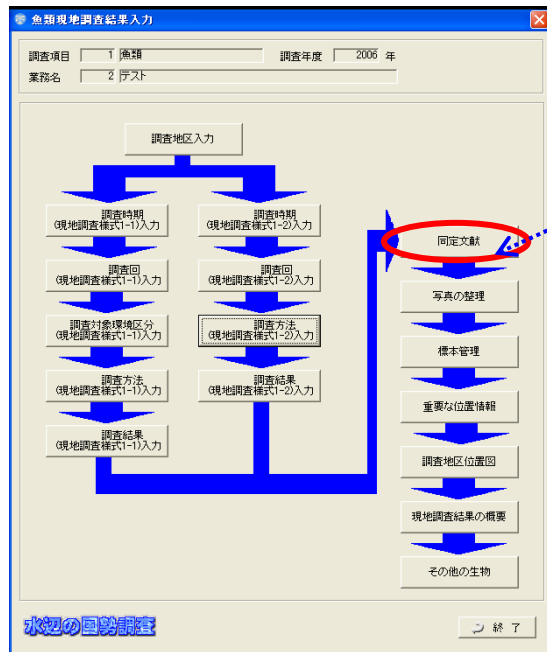 魚類現地調査結果入力
調査項目 1 魚類 調査年度 2006 年
業務名 2 テスト
調査地区入力
調査時期
(現地調査様式1-1)入力
調査回
(現地調査様式1-1)入力
調査対象環境区分
(現地調査様式1-1)入力
調査方法
(現地調査様式1-1)入力
調査結果
(現地調査様式1-1)入力
調査時期
(現地調査様式1-2)入力
調査回
(現地調査様式1-2)入力
調査方法
(現地調査様式1-2)入力
調査結果
(現地調査様式1-2)入力
同定文献
写真の整理
標本管理
重要な位置情報
調査地区位置図
現地調査結果の概要
その他の生物
水辺の国勢調査
終 了